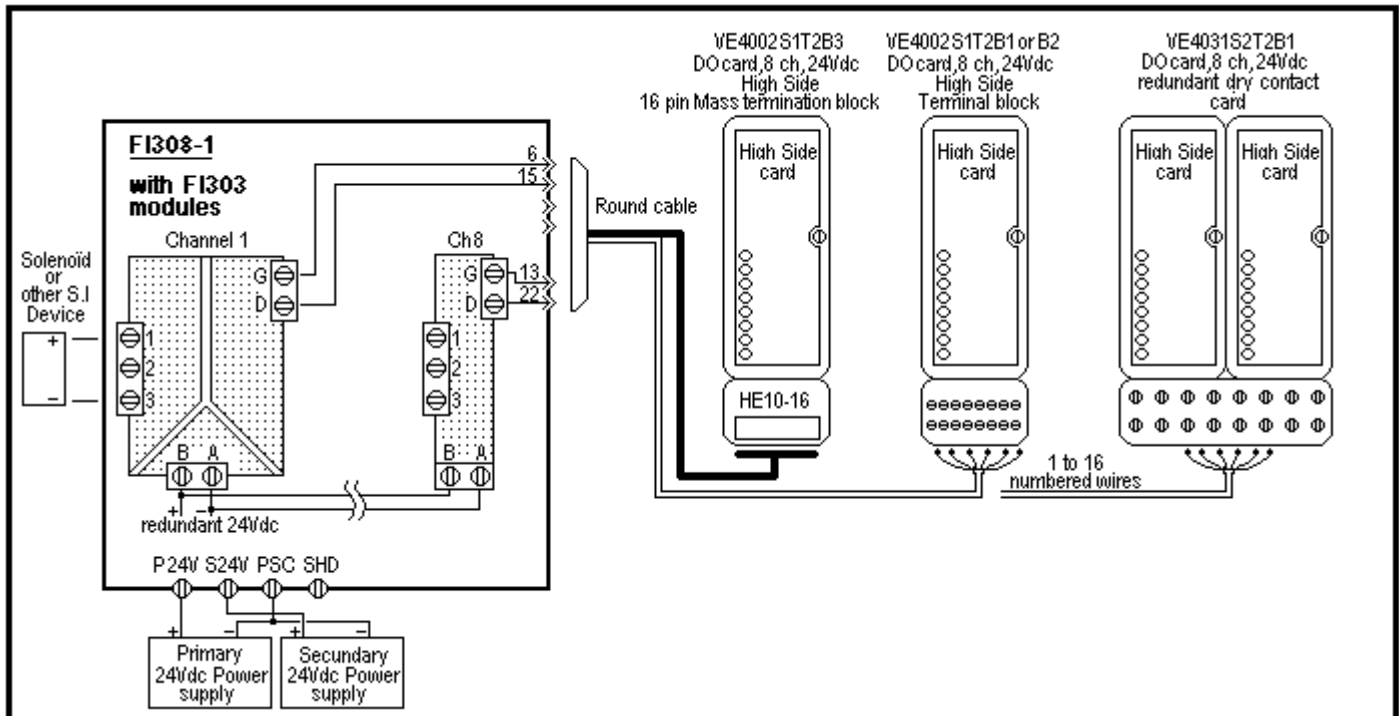 VE4002S1T2B3
DO card,8 ch,24Vdc
High Side
16 pin Mass termination block
VE4002S1T2B1 or B2
DO card,8 ch,24Vdc
High Side
Terminal block
VE4031S2T2B1
DO card,8 ch,24Vdc
redundant dry contact
card
FI308-1
with FI303
modules
6
15
Round cable
High Side
card
High Side
card
High Side
card
High Side
card
Channel 1
Ch8
Solenoïd
or
other S.I
Device
+
−
G
D
G
D
13
22
1
2
3
1
2
3
B A
B A
HE10-16
1 to 16
numbered wires
+ −
redundant 24Vdc
P24V S24V PSC SHD
+ −
+ −
Primary
24Vdc Power
supply
Secundary
24Vdc Power
supply